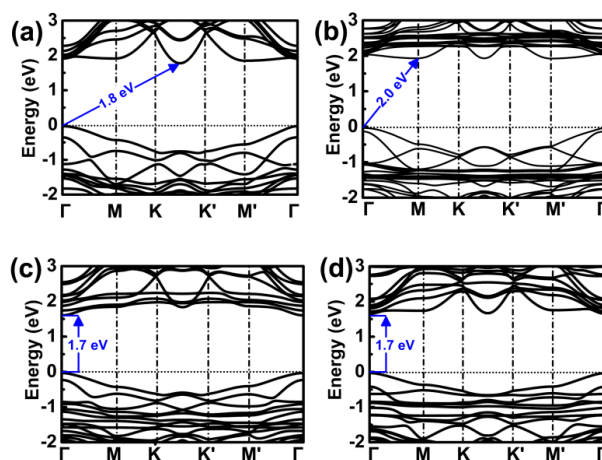 (a)
Energy (eV)
3
2
1
0
-1
-2
1.8 eV
Γ M K K' M' Γ
(b)
Energy (eV)
3
2
1
0
-1
-2
2.0 eV
Γ M K K' M' Γ
(c)
Energy (eV)
3
2
1
0
-1
-2
1.7 eV
Γ M K K' M' Γ
(d)
Energy (eV)
3
2
1
0
-1
-2
1.7 eV
Γ M K K' M' Γ